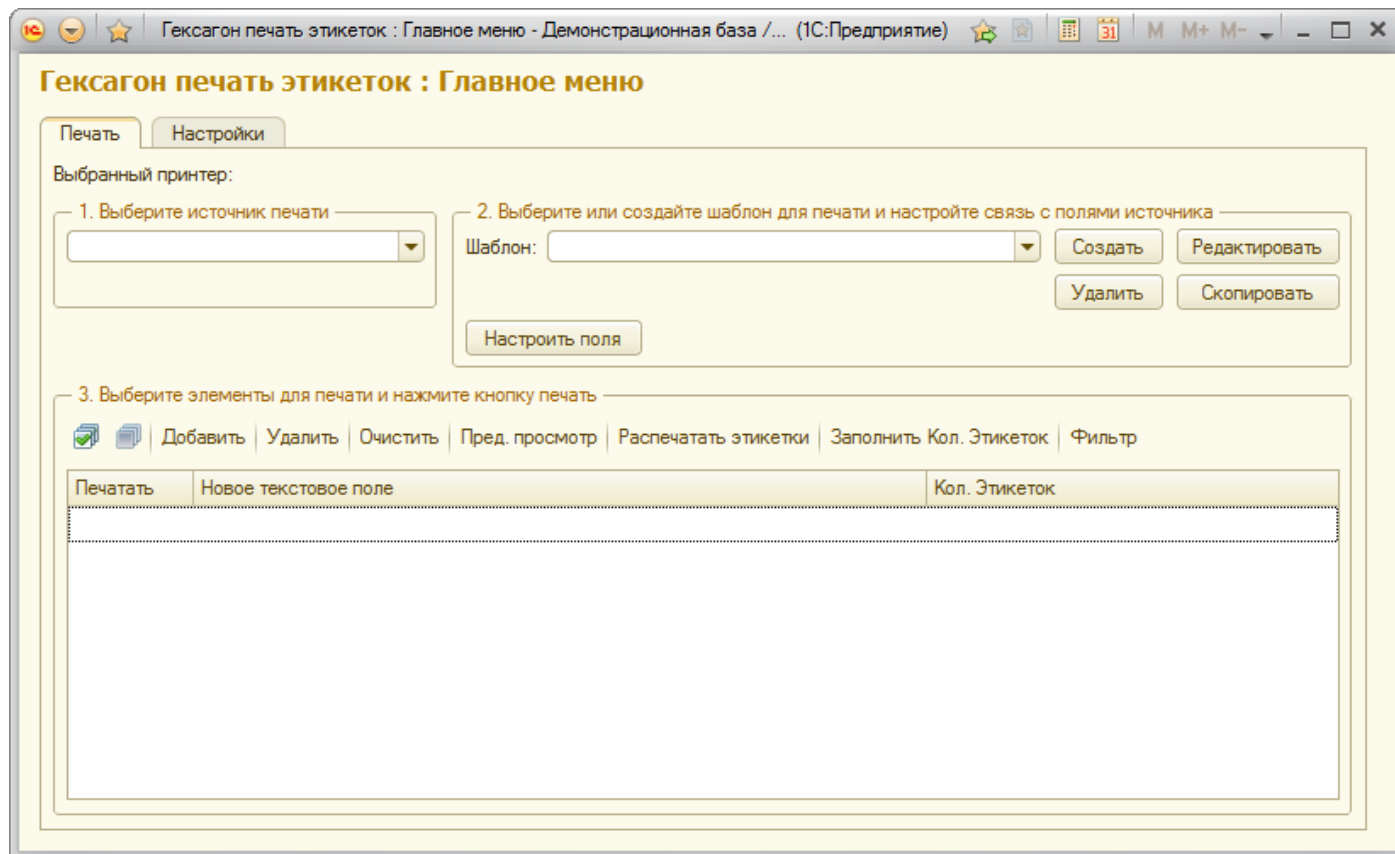 Гексагон печать этикеток : Главное меню - Демонстрационная база /... (1С:Предприятие) 31 M M+ M-
Гексагон печать этикеток : Главное меню
Печать Настройки
Выбранный принтер:
1. Выберите источник печати
2. Выберите или создайте шаблон для печати и настройте связь с полями источника
Шаблон: Создать Редактировать
Удалить Скопировать
Настроить поля
3. Выберите элементы для печати и нажмите кнопку печать
Добавить Удалить Очистить Пред. просмотр Распечатать этикетки Заполнить Кол. Этикеток Фильтр
Печатать Новое текстовое поле Кол. Этикеток